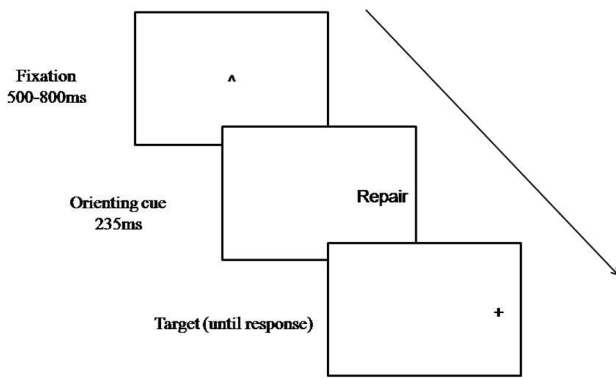 Fixation
500-800ms
^
Orienting cue
235ms
Repair
Target (until response)
+